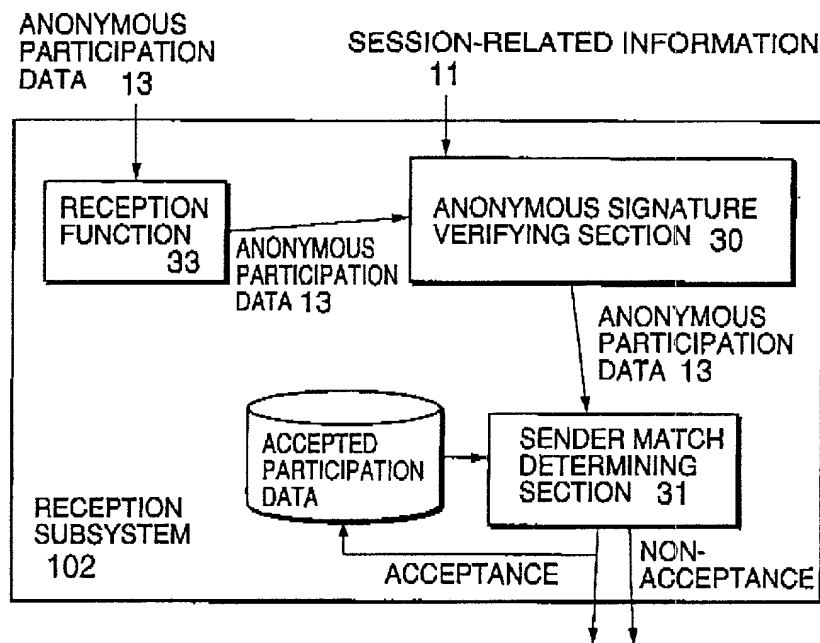 ANONYMOUS
PARTICIPATION
DATA 13
SESSION-RELATED INFORMATION
11
RECEPTION
FUNCTION
33
ANONYMOUS
PARTICIPATION
DATA 13
ANONYMOUS SIGNATURE
VERIFYING SECTION 30
ANONYMOUS
PARTICIPATION
DATA 13
ACCEPTED
PARTICIPATION
DATA
SENDER MATCH
DETERMINING
SECTION 31
RECEPTION
SUBSYSTEM
102
ACCEPTANCE
NON-
ACCEPTANCE